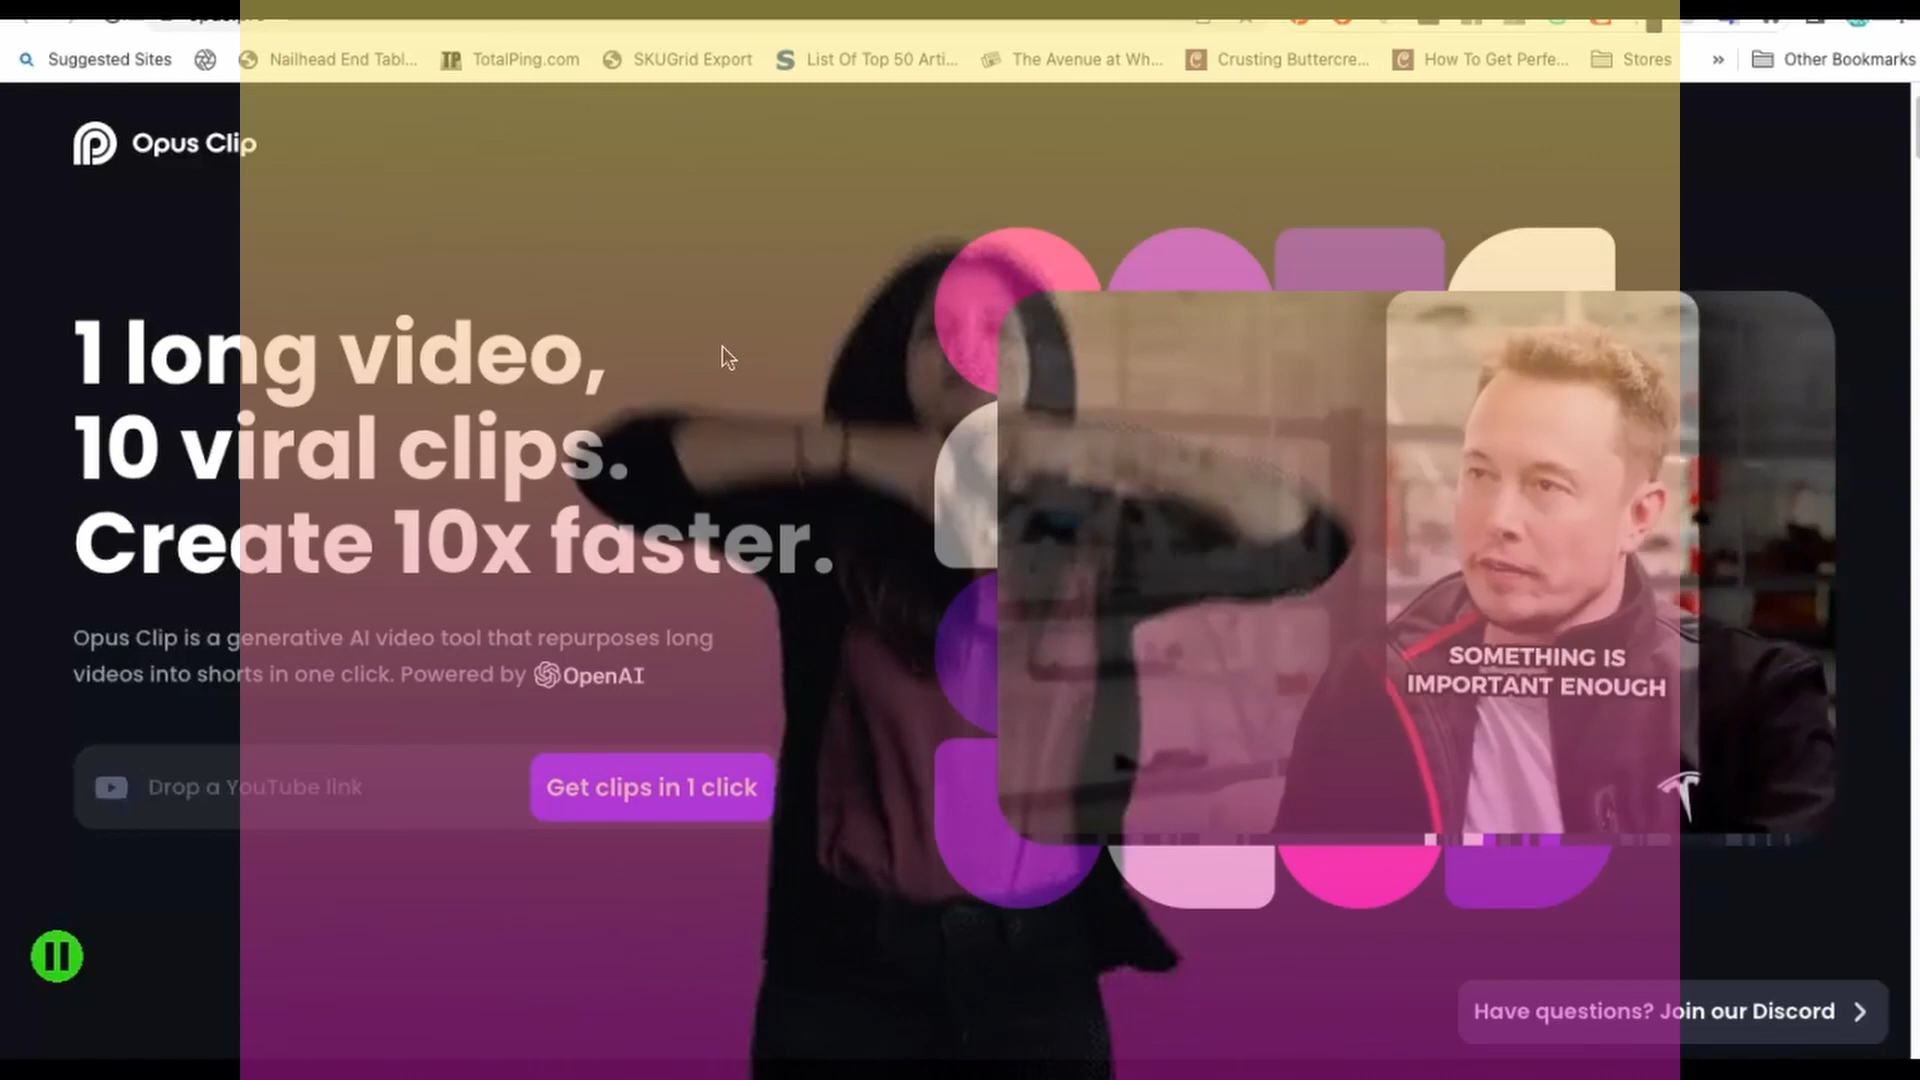 Suggested Sites
Nailhead End Tabl...
TotalPing.com
SKUGrid Export
List Of Top 50 Arti...
The Avenue at Wh...
Crusting Buttercre...
How To Get Perfe...
Stores
»
Other Bookmarks
Opus Clip
1 long video,
10 viral clips.
Create 10x faster.
Opus Clip is a generative AI video tool that repurposes long
videos into shorts in one click. Powered by OpenAI
Drop a YouTube link
Get clips in 1 click
SOMETHING IS
IMPORTANT ENOUGH
Have questions? Join our Discord